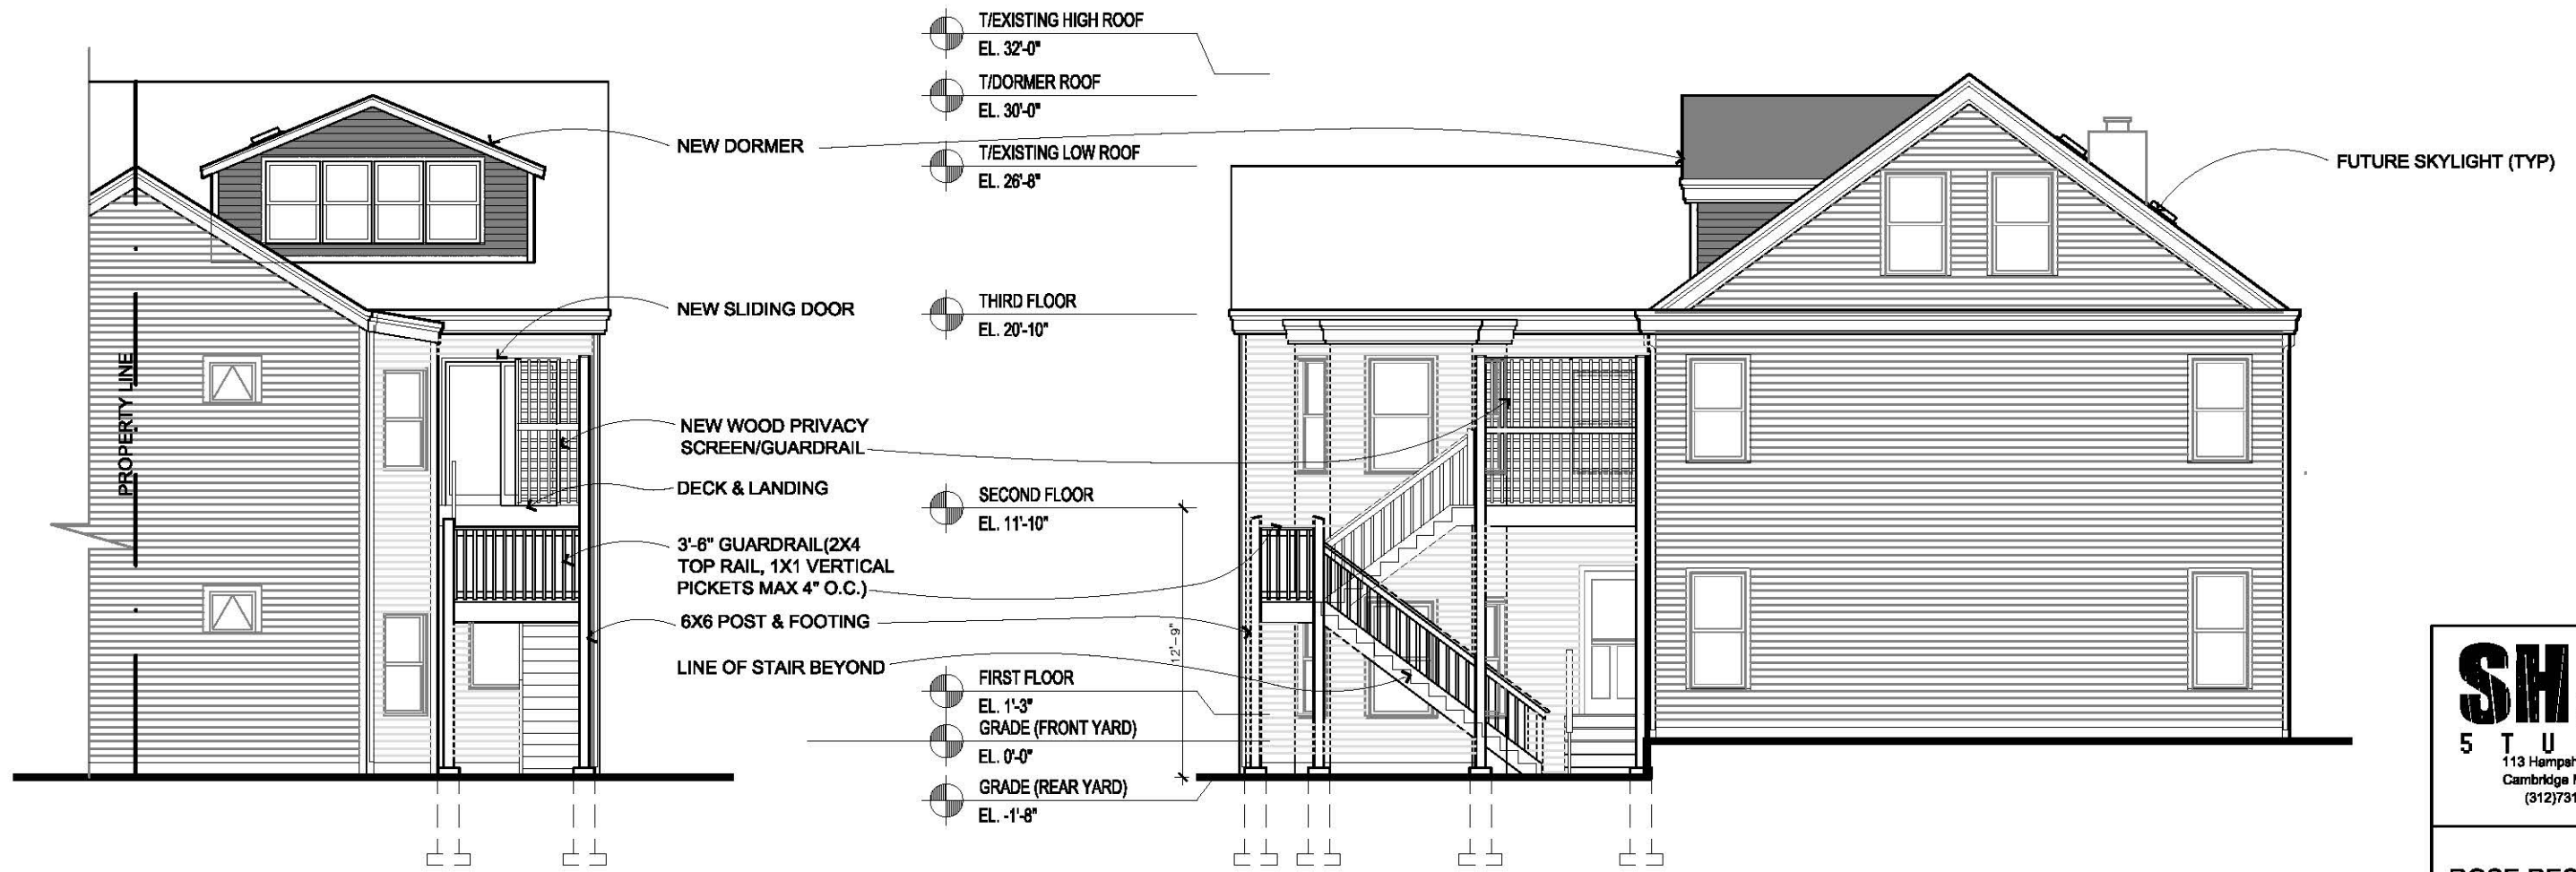 T/EXISTING HIGH ROOF
EL. 32'-0"
T/DORMER ROOF
EL. 30'-0"
T/EXISTING LOW ROOF
EL. 26'-8"
THIRD FLOOR
EL. 20'-10"
SECOND FLOOR
EL. 11'-10"
FIRST FLOOR
EL. 1'-3"
GRADE (FRONT YARD)
EL. 0'-0"
GRADE (REAR YARD)
EL. -1'-8"
PROPERTY LINE
NEW DORMER
NEW SLIDING DOOR
NEW WOOD PRIVACY
SCREEN/GUARDRAIL
DECK & LANDING
3'-6" GUARDRAIL(2X4
TOP RAIL, 1X1 VERTICAL
PICKETS MAX 4" O.C.)
6X6 POST & FOOTING
LINE OF STAIR BEYOND
12'-9"
FUTURE SKYLIGHT (TYP)
SH
S T U
113 Hampsh
Cambridge
(312)731